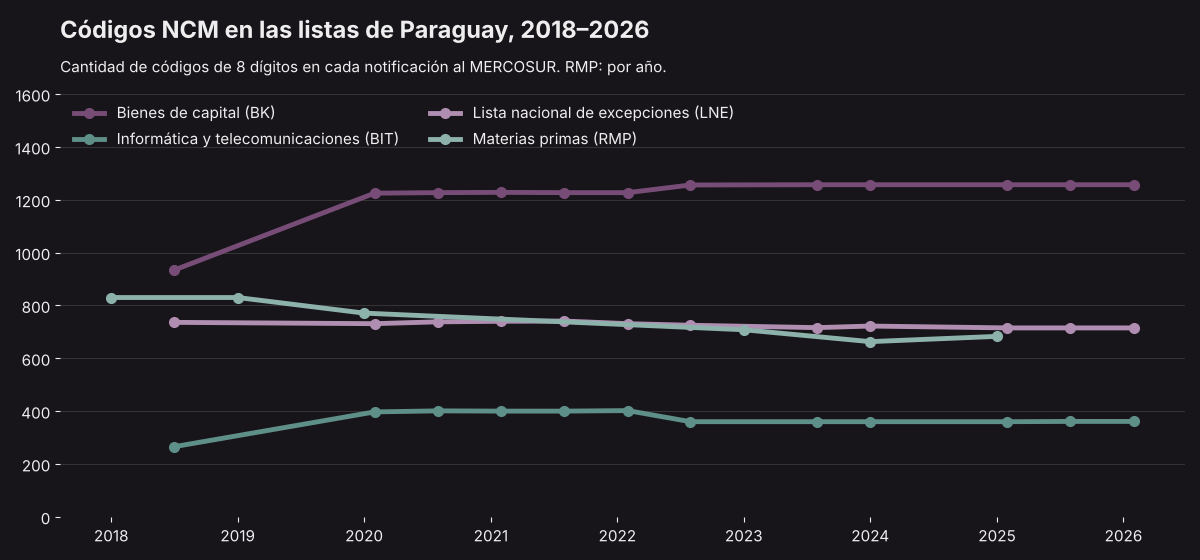 Códigos NCM en las listas de Paraguay, 2018–2026
Cantidad de códigos de 8 dígitos en cada notificación al MERCOSUR. RMP: por año.
Bienes de capital (BK)
Lista nacional de excepciones (LNE)
Informática y telecomunicaciones (BIT)
Materias primas (RMP)
1600
1400
1200
1000
800
600
400
200
0
2018 2019 2020 2021 2022 2023 2024 2025 2026